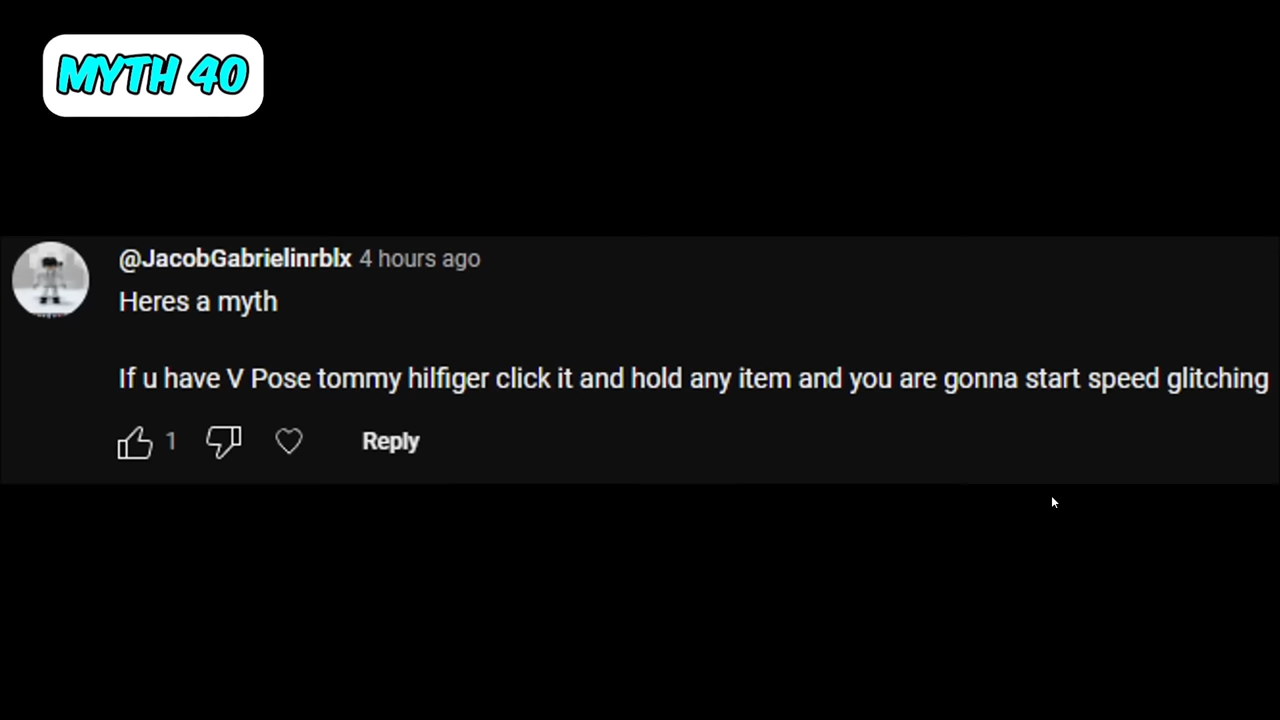 MYTH 40
@JacobGabrielinrblx 4 hours ago
Heres a myth
If u have V Pose tommy hilfiger click it and hold any item and you are gonna start speed glitching
1
Reply